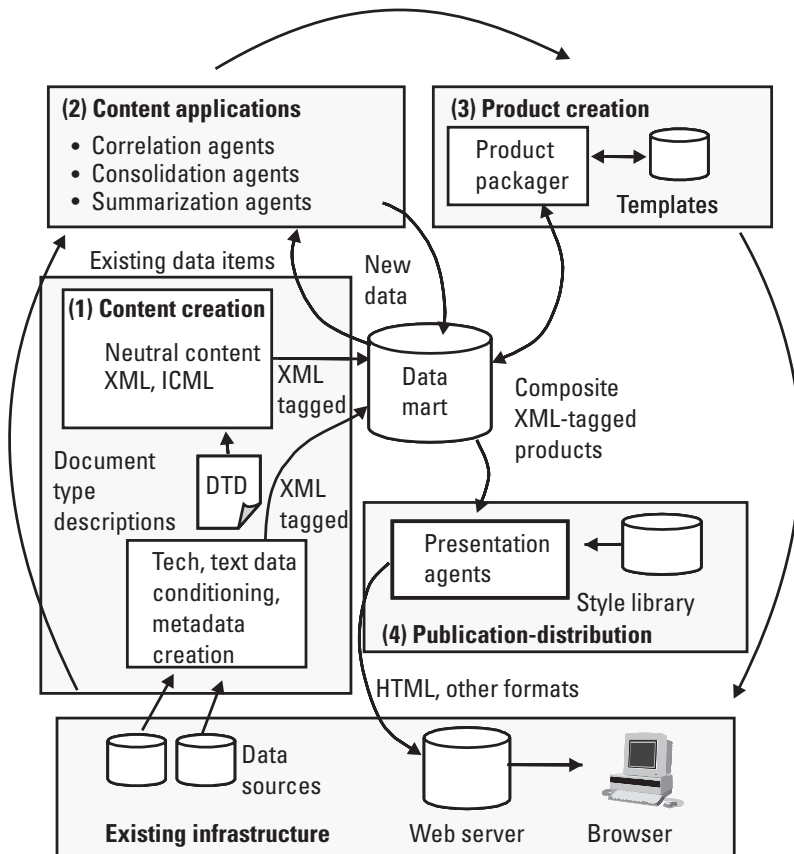 (2) Content applications
• Correlation agents
• Consolidation agents
• Summarization agents
(3) Product creation
Product
packager
Templates
Existing data items
New
data
(1) Content creation
Neutral content
XML, ICML
XML
tagged
Data
mart
Composite
XML-tagged
products
Document
type
descriptions
DTD
XML
tagged
Tech, text data
conditioning,
metadada
creation
Presentation
agents
Style library
(4) Publication-distribution
HTML, other formats
Data
sources
Existing infrastructure
Web server
Browser